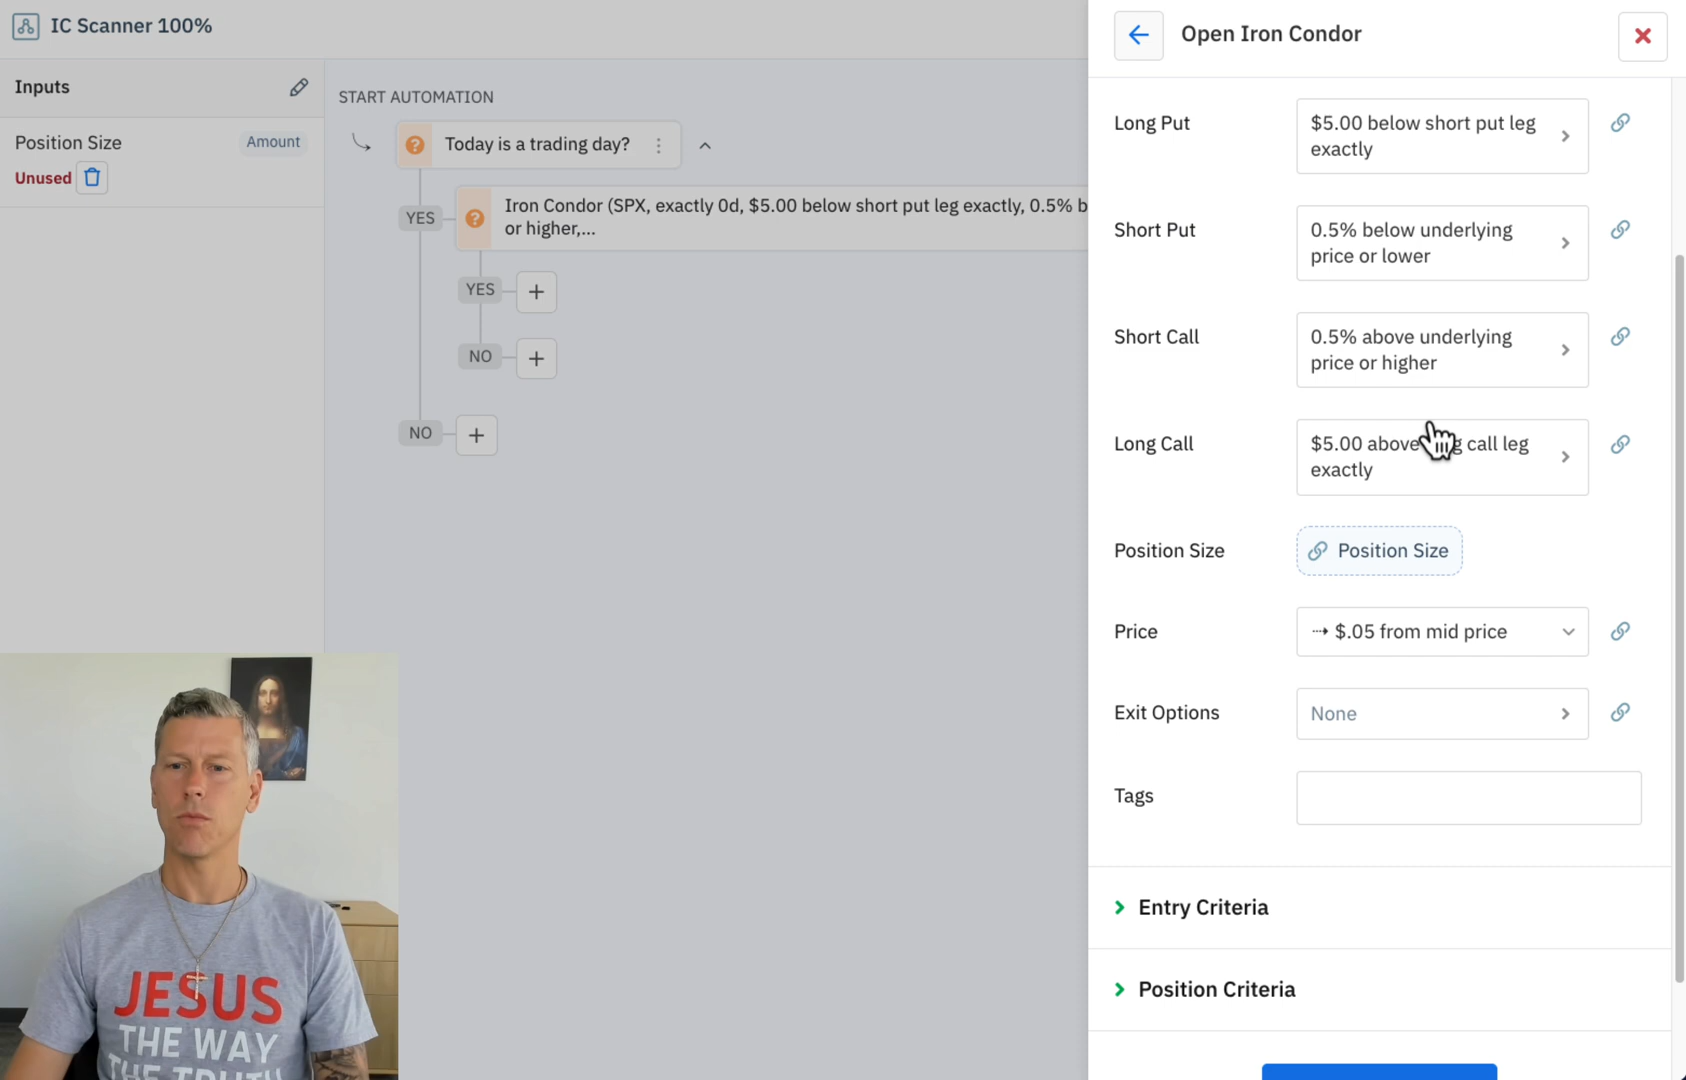 IC Scanner 100%
Inputs
Position Size
Amount
Unused
START AUTOMATION
Today is a trading day?
YES
Iron Condor (SPX, exactly 0d, $5.00 below short put leg exactly, 0.5% b
or higher,...
YES
NO
NO
Open Iron Condor
Long Put
$5.00 below short put leg
exactly
Short Put
0.5% below underlying
price or lower
Short Call
0.5% above underlying
price or higher
Long Call
$5.00 above call leg
exactly
Position Size
Position Size
Price
$.05 from mid price
Exit Options
None
Tags
Entry Criteria
Position Criteria
JESUS
THE WAY
THE TRUTH